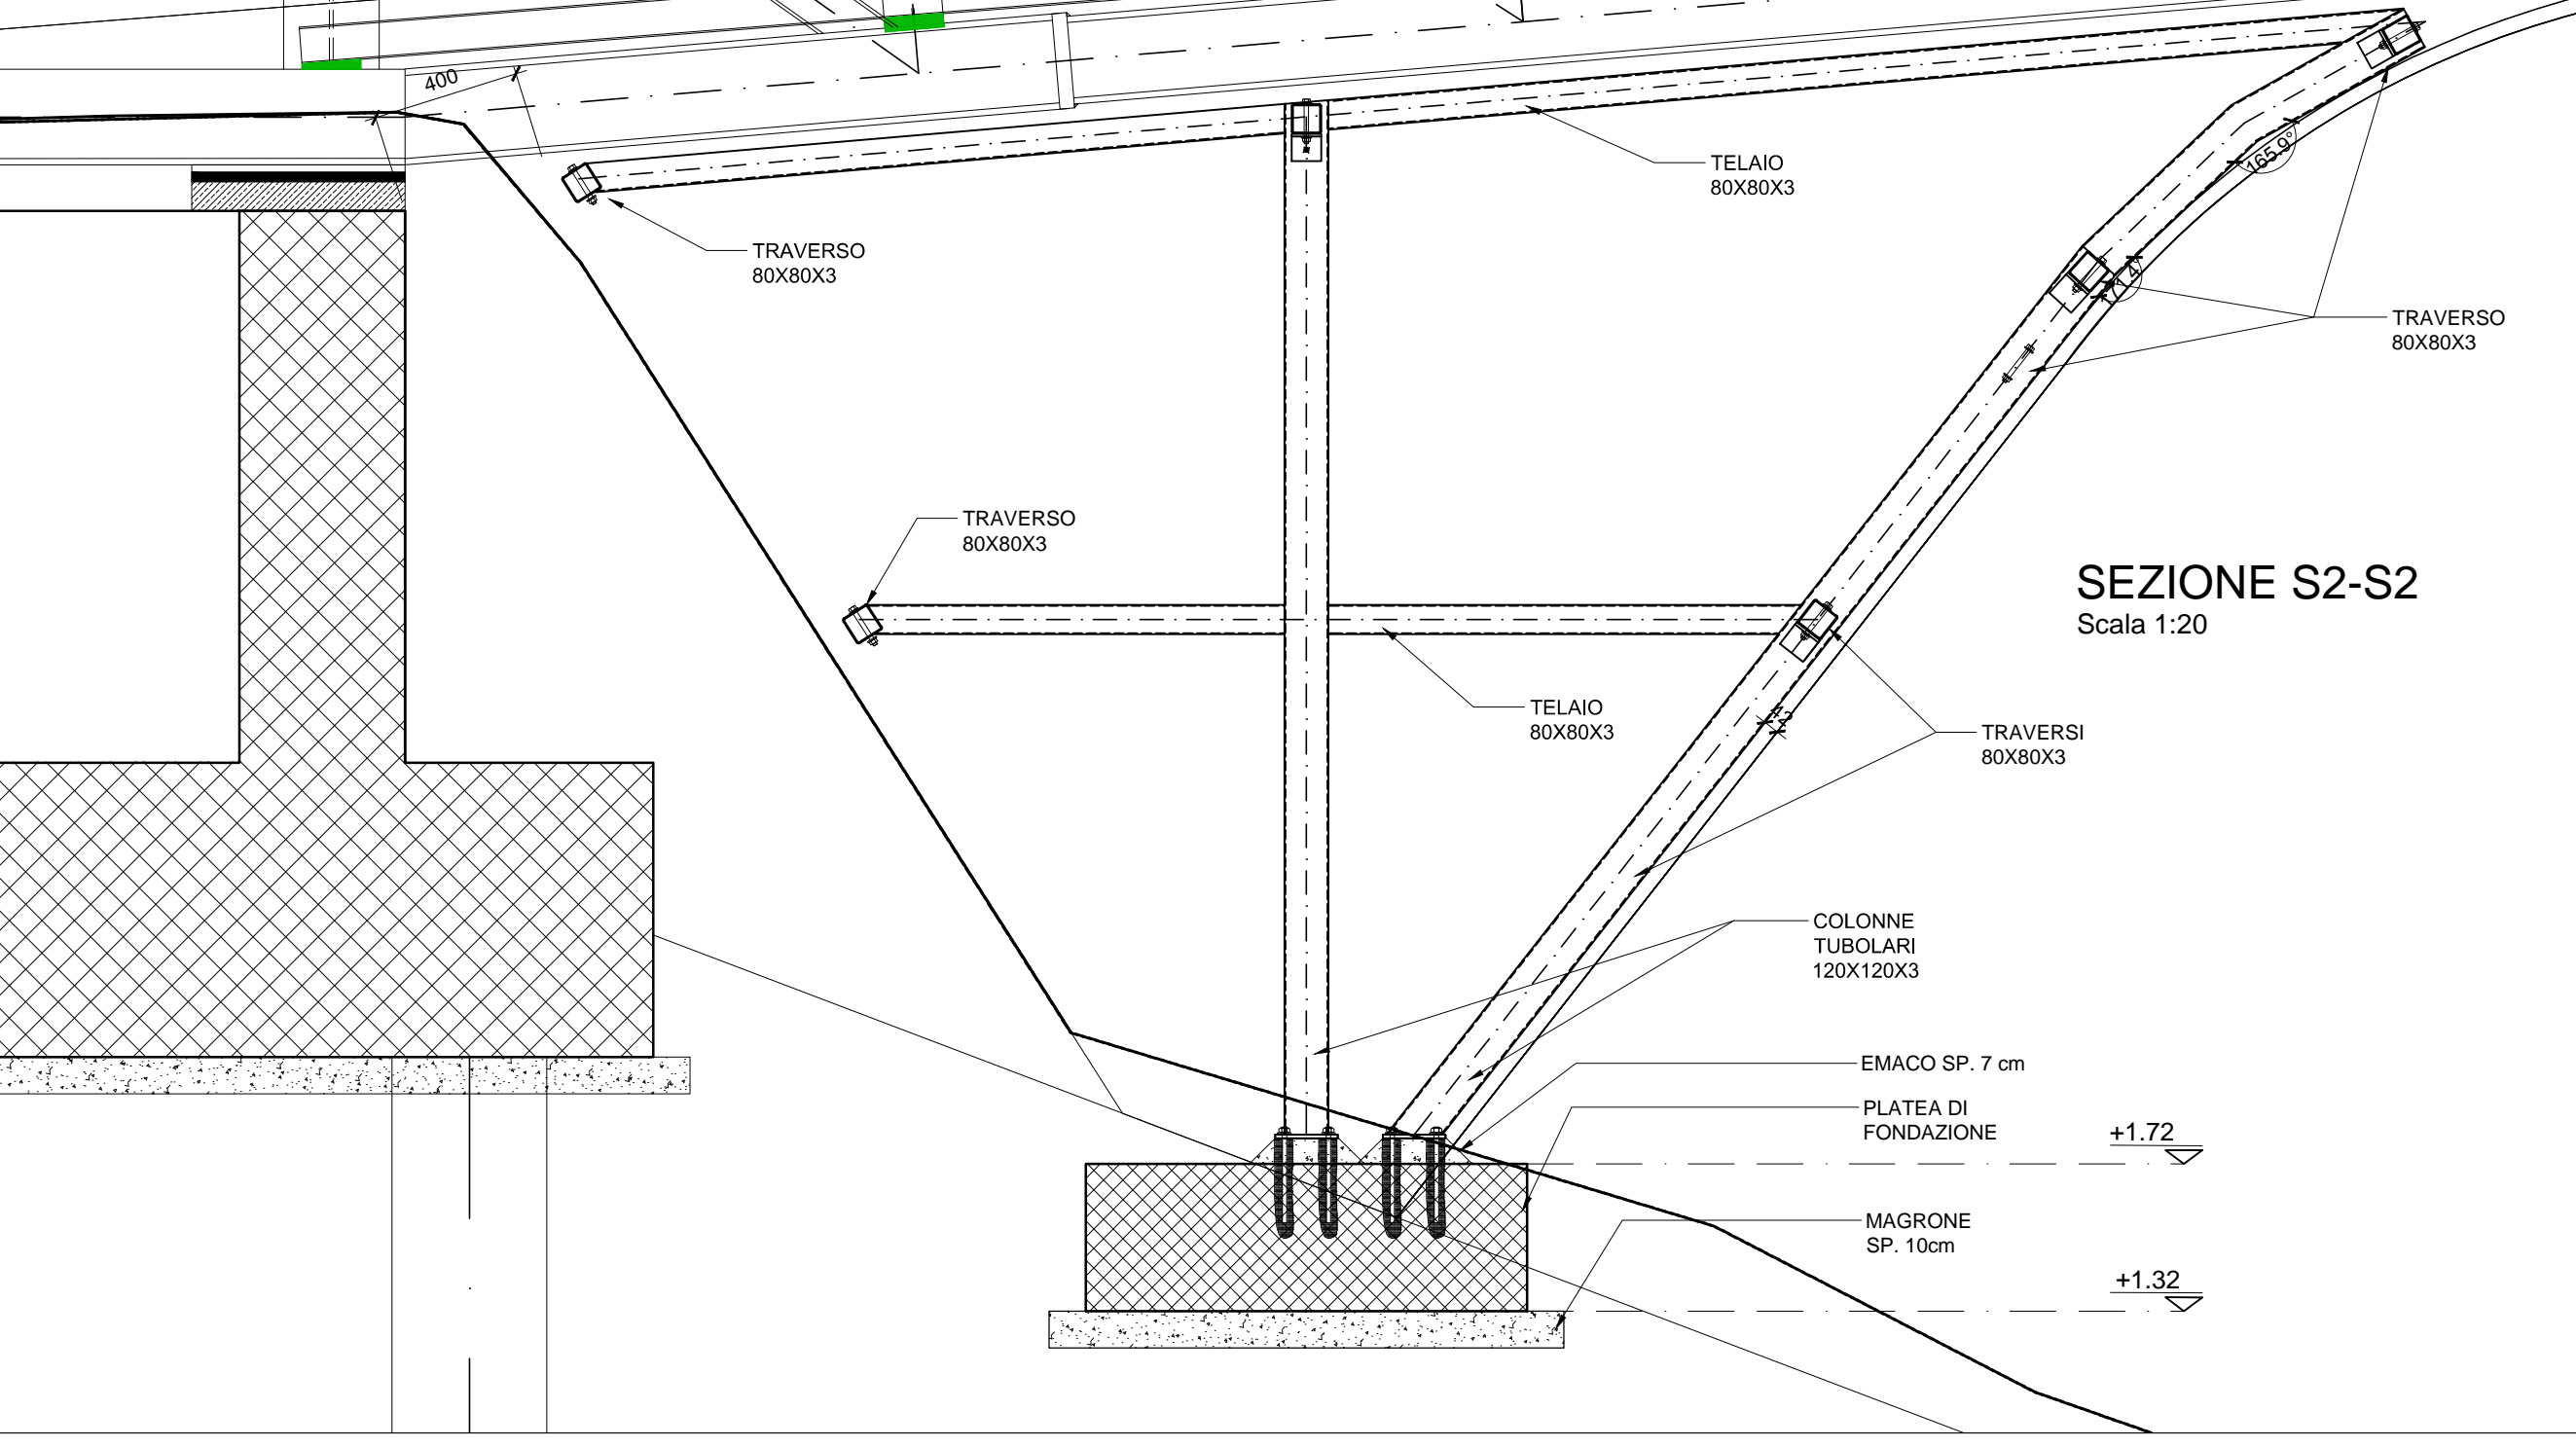 400
165.9°
TELAIO
80X80X3
TRAVERSO
80X80X3
TRAVERSO
80X80X3
TRAVERSO
80X80X3
SEZIONE S2-S2
Scala 1:20
TELAIO
80X80X3
42
TRAVERSI
80X80X3
COLONNE
TUBOLARI
120X120X3
EMACO SP. 7 cm
PLATEA DI
FONDAZIONE
+1.72
MAGRONE
SP. 10cm
+1.32